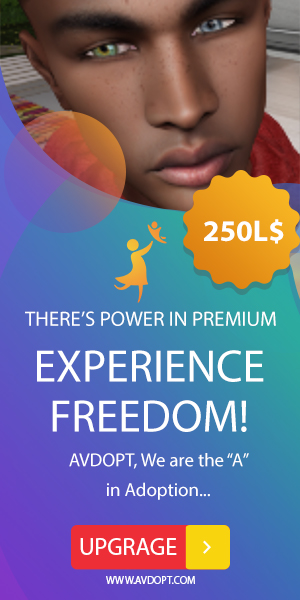 250L$
THERE'S POWER IN PREMIUM
EXPERIENCE
FREEDOM!
AVDOPT, We are the “A”
in Adoption...
UPGRAGE
WWW.AVDOPT.COM